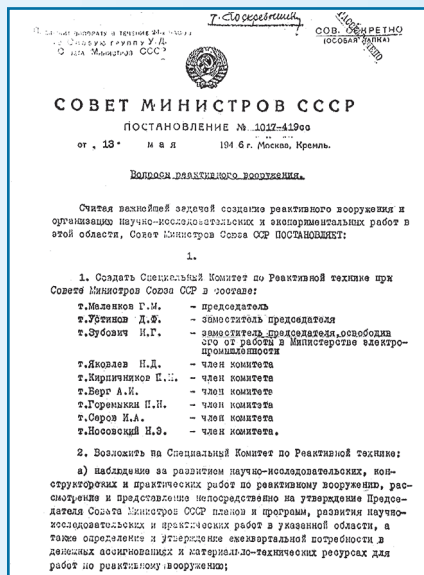 т. Поскребышев
СОВ. СЕКРЕТНО
(ОСОБАЯ ПАПКА)
СОВЕТ МИНИСТРОВ СССР
ПОСТАНОВЛЕНИЕ № 1017-419сс
от „13" мая 1946 г. Москва, Кремль.
Вопросы реактивного вооружения.
Считая важнейшей задачей создание реактивного вооружения и
организацию научно-исследовательских и экспериментальных работ в
этой области, Совет Министров Союза ССР ПОСТАНОВЛЯЕТ:
1.
1. Создать Специальный Комитет по Реактивной технике при
Совете Министров Союза ССР в составе:
т.Маленков Г.М. - председатель
т.Устинов Д.Ф. - заместитель председателя
т.Зубович И.Г. - заместитель председателя, освободив
его от работы в Министерстве электро-
промышленности
т.Яковлев Н.Д. - член комитета
т.Кирпичников П.И. - член комитета
т.Берг А.И. - член комитета
т.Горемыкин П.Н. - член комитета
т.Серов И.А. - член комитета
т.Носовский Н.Э. - член комитета.
2. Возложить на Специальный Комитет по Реактивной технике:
а) наблюдение за развитием научно-исследовательских, кон-
структорских и практических работ по реактивному вооружению, рас-
смотрение и представление непосредственно на утверждение Предсе-
дателя Совета Министров СССР планов и программ, развития научно-
исследовательских и практических работ в указанной области, а
также определение и утверждение ежеквартальной потребности в
денежных ассигнованиях и материально-технических ресурсах для
работ по реактивному вооружению;